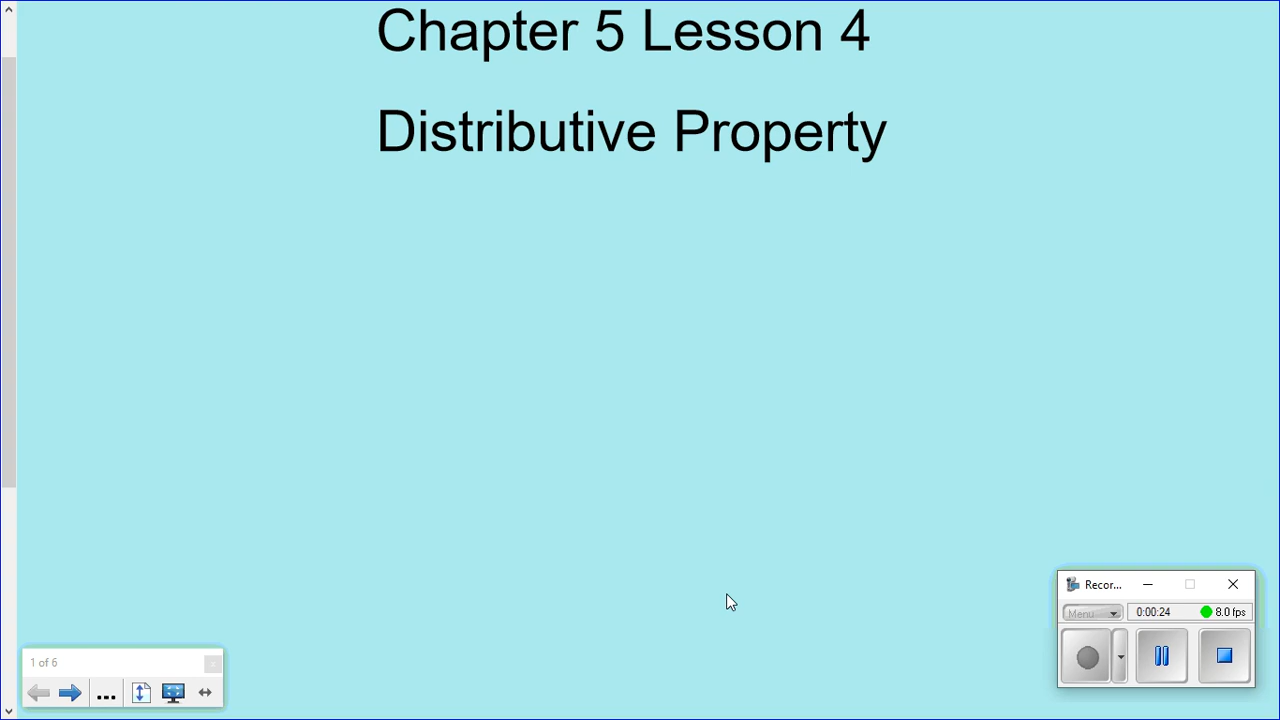 Chapter 5 Lesson 4
Distributive Property
Recor...
Menu
0:00:24
8.0 fps
1 of 6